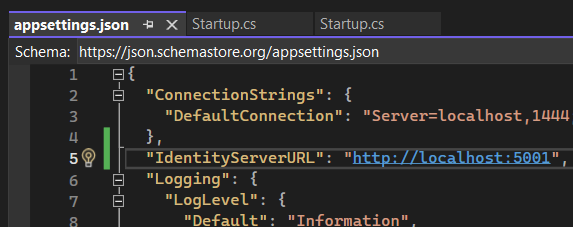 appsettings.json Startup.cs Startup.cs
Schema: https://json.schemastore.org/appsettings.json
1 {
2 "ConnectionStrings": {
3 "DefaultConnection": "Server=localhost,1444
4 },
5 "IdentityServerURL": "http://localhost:5001",
6 "Logging": {
7 "LogLevel": {
8 "Default": "Information",